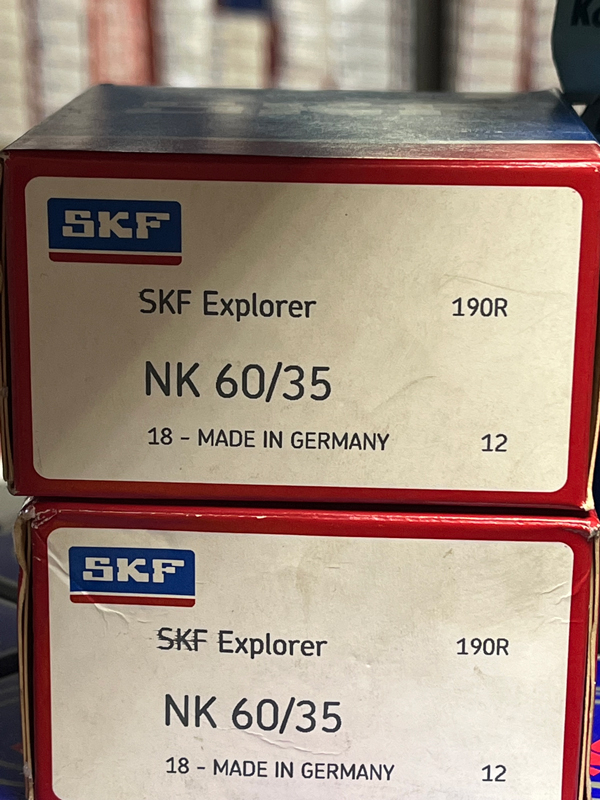 SKF
SKF Explorer 190R
NK 60/35
18 - MADE IN GERMANY 12
SKF
SKF Explorer 190R
NK 60/35
18 - MADE IN GERMANY 12